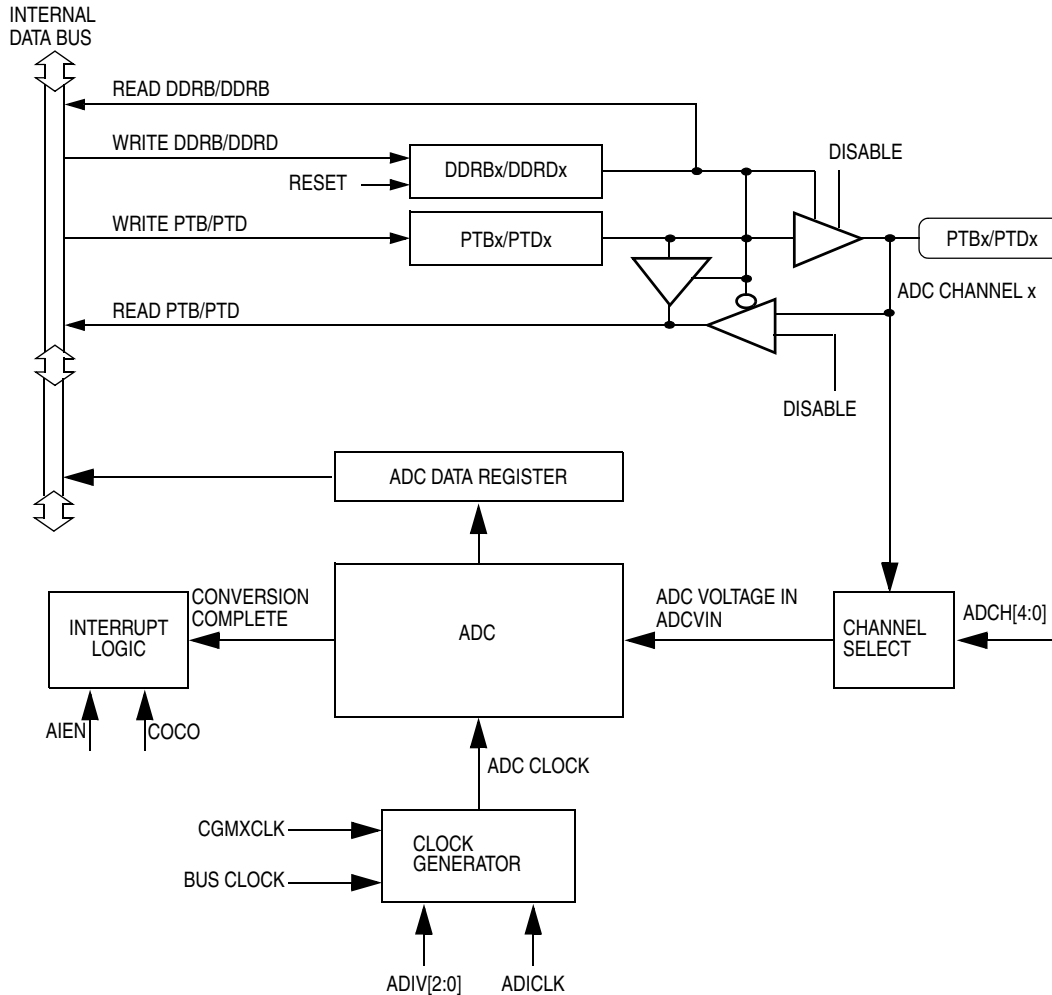 INTERNAL
DATA BUS
READ DDRB/DDRB
WRITE DDRB/DDRD
RESET
DDRBx/DDRDx
DISABLE
WRITE PTB/PTD
PTBx/PTDx
PTBx/PTDx
ADC CHANNEL x
READ PTB/PTD
DISABLE
ADC DATA REGISTER
INTERRUPT
LOGIC
CONVERSION
COMPLETE
ADC
ADC VOLTAGE IN
ADCVIN
CHANNEL
SELECT
ADCH[4:0]
AIEN
COCO
ADC CLOCK
CGMXCLK
BUS CLOCK
CLOCK
GENERATOR
ADIV[2:0]
ADICLK